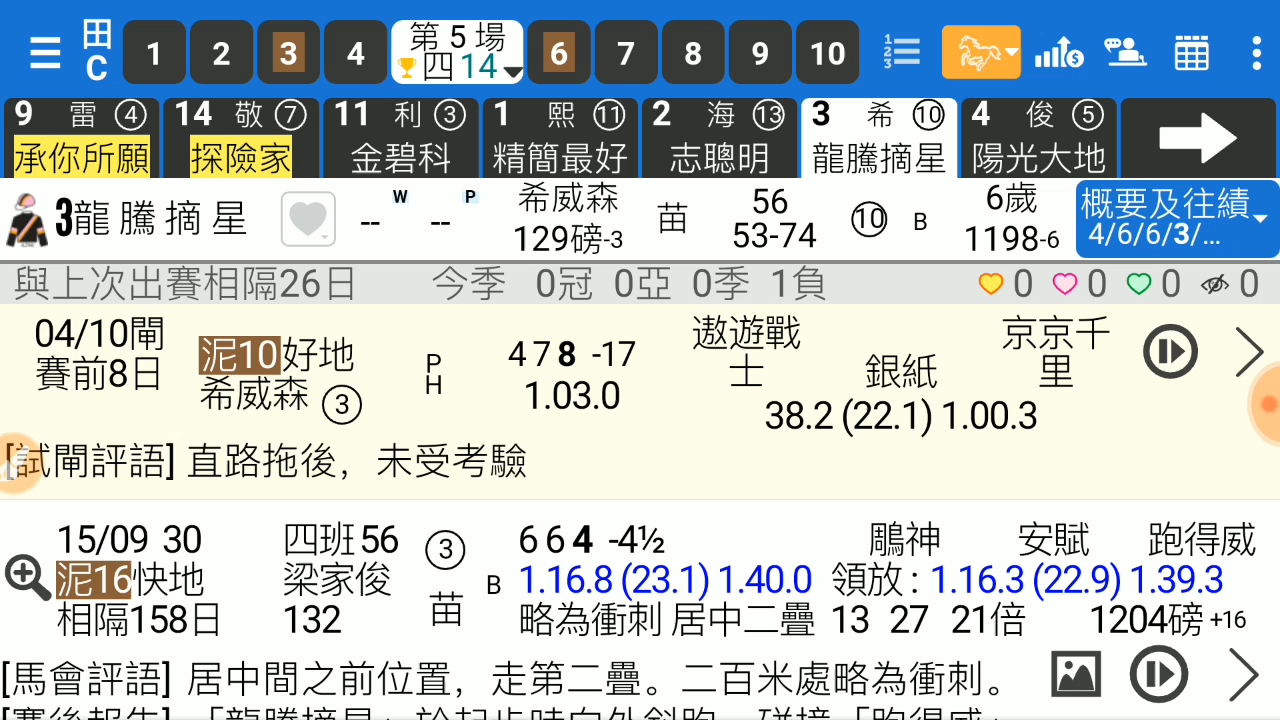 田
C
1 2 3 4 第 5 場 6 7 8 9 10
四 14
9 雷 ④ 14 敬 ⑦ 11 利 ③ 1 熙 ⑪ 2 海 ⑬ 3 希 ⑩ 4 俊 ⑤
承你所願 探險家 金碧科 精簡最好 志聰明 龍騰摘星 陽光大地
3龍騰摘星 -- W -- P 希威森 苗 56 ⑩ B 6歲 概要及往績
129磅-3 53-74 1198-6 4/6/6/3/...
與上次出賽相隔26日 今季 0冠 0亞 0季 1負 0 0 0 0
04/10閘 泥10好地 P 4 7 8 -17 遨遊戰士 銀紙 京京千里
賽前8日 希威森 ③ H 1.03.0 38.2 (22.1) 1.00.3
[試閘評語] 直路拖後，未受考驗
15/09 30 四班56 ③ 6 6 4 -4½ 鵰神 安賦 跑得威
泥16快地 梁家俊 B 1.16.8 (23.1) 1.40.0 領放 : 1.16.3 (22.9) 1.39.3
相隔158日 132 苗 略為衝刺 居中二疊 13 27 21倍 1204磅 +16
[馬會評語] 居中間之前位置，走第二疊。二百米處略為衝刺。